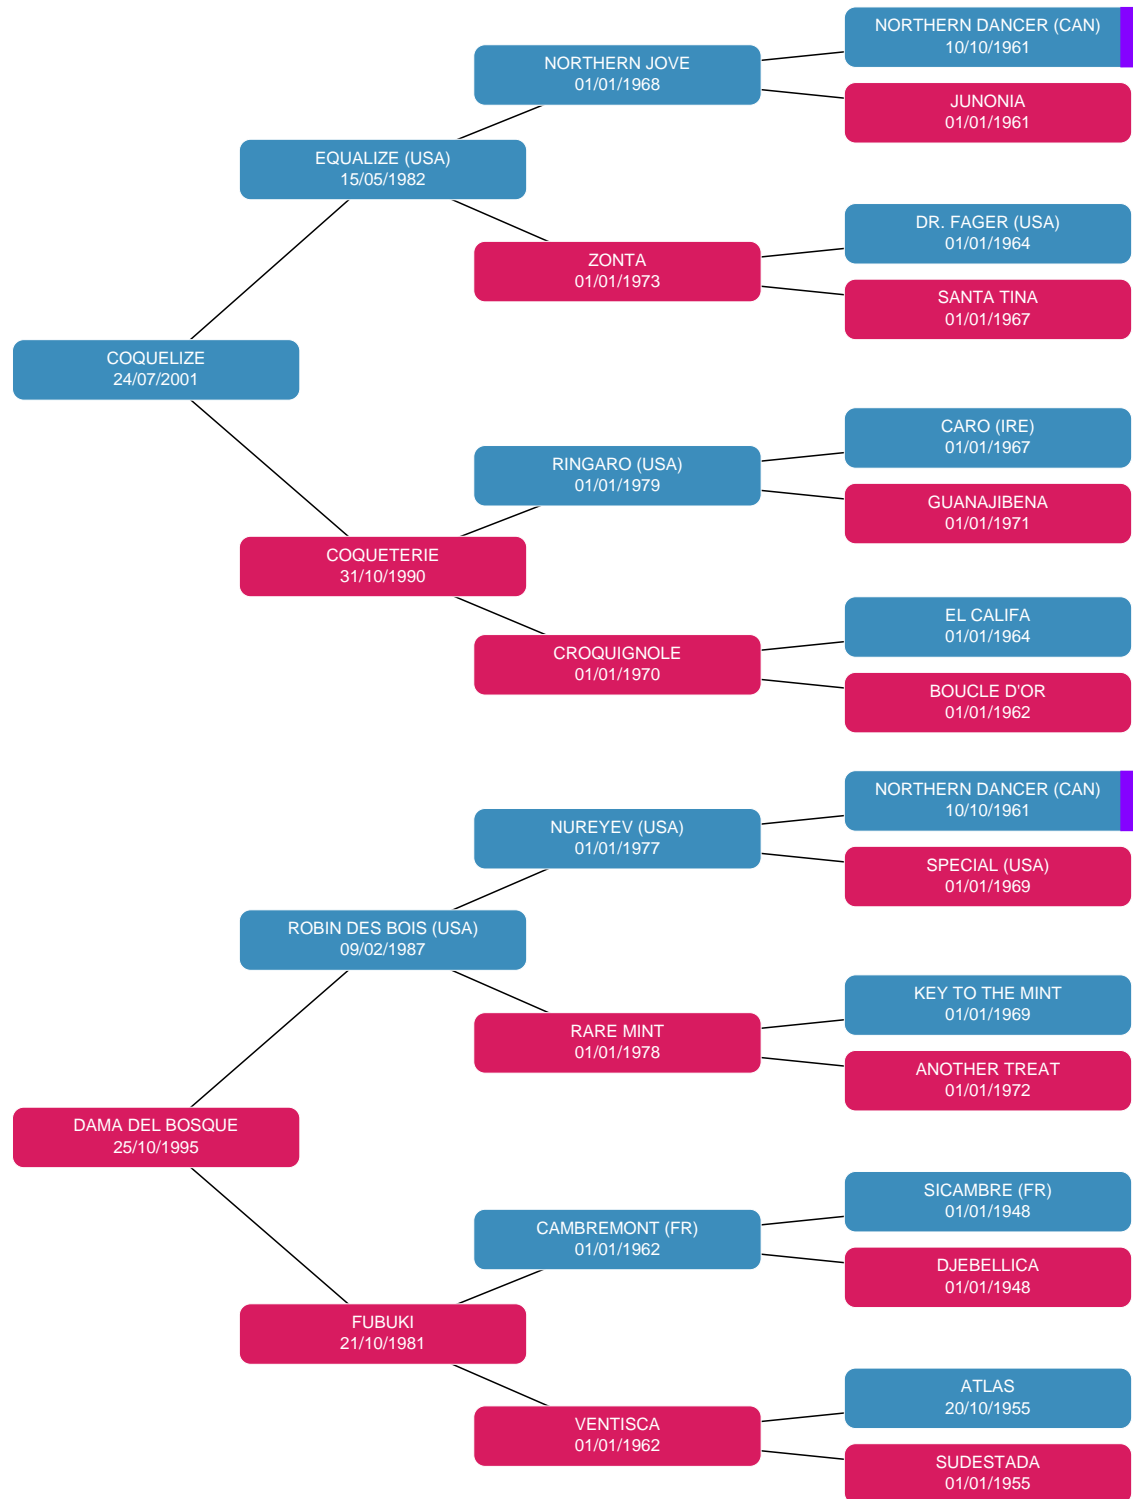 NORTHERN DANCER (CAN)
10/10/1961
NORTHERN JOVE
01/01/1968
JUNONIA
01/01/1961
EQUALIZE (USA)
15/05/1982
DR. FAGER (USA)
01/01/1964
ZONTA
01/01/1973
SANTA TINA
01/01/1967
COQUELIZE
24/07/2001
CARO (IRE)
01/01/1967
RINGARO (USA)
01/01/1979
GUANAJIBENA
01/01/1971
COQUETERIE
31/10/1990
EL CALIFA
01/01/1964
CROQUIGNOLE
01/01/1970
BOUCLE D'OR
01/01/1962
NORTHERN DANCER (CAN)
10/10/1961
NUREYEV (USA)
01/01/1977
SPECIAL (USA)
01/01/1969
ROBIN DES BOIS (USA)
09/02/1987
KEY TO THE MINT
01/01/1969
RARE MINT
01/01/1978
ANOTHER TREAT
01/01/1972
DAMA DEL BOSQUE
25/10/1995
SICAMBRE (FR)
01/01/1948
CAMBREMONT (FR)
01/01/1962
DJEBELLICA
01/01/1948
FUBUKI
21/10/1981
ATLAS
20/10/1955
VENTISCA
01/01/1962
SUDESTADA
01/01/1955